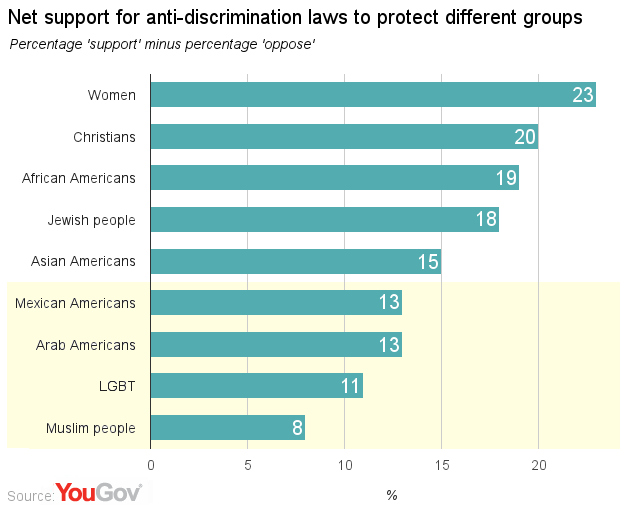 Net support for anti-discrimination laws to protect different groups
Percentage 'support' minus percentage 'oppose'
Women 23
Christians 20
African Americans 19
Jewish people 18
Asian Americans 15
Mexican Americans 13
Arab Americans 13
LGBT 11
Muslim people 8
0 5 10 15 20
%
Source: YouGov